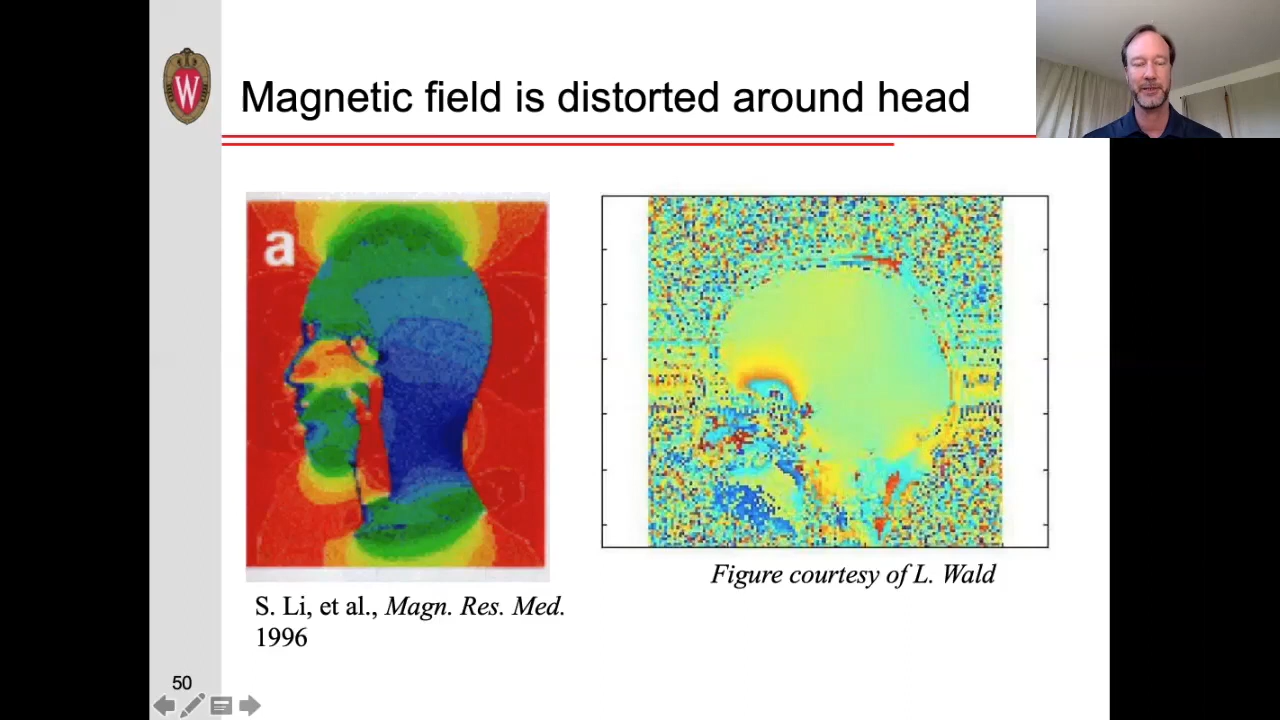 W
Magnetic field is distorted around head
a
Figure courtesy of L. Wald
S. Li, et al., Magn. Res. Med.
1996
50